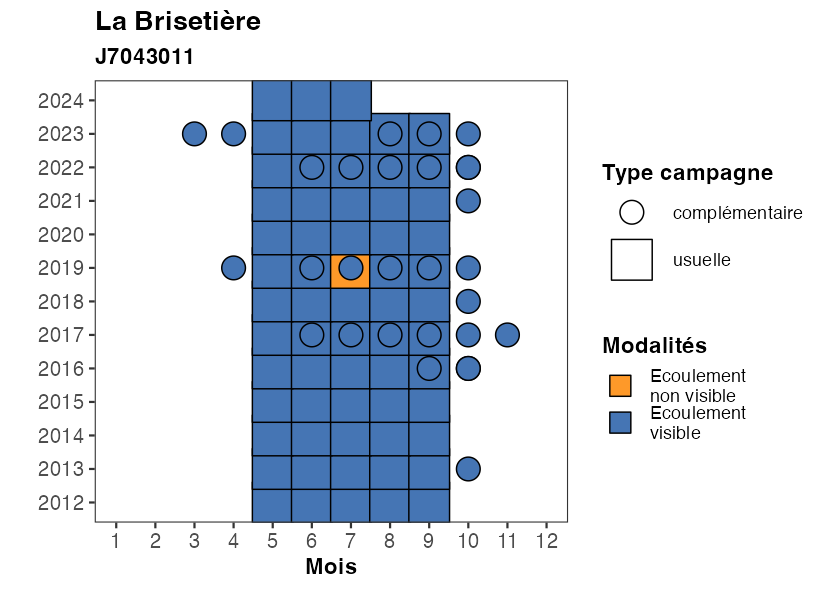 La Brisetière
J7043011
2024
2023
2022
2021
2020
2019
2018
2017
2016
2015
2014
2013
2012
1 2 3 4 5 6 7 8 9 10 11 12
Mois
Type campagne
complémentaire
usuelle
Modalités
Ecoulement
non visible
Ecoulement
visible